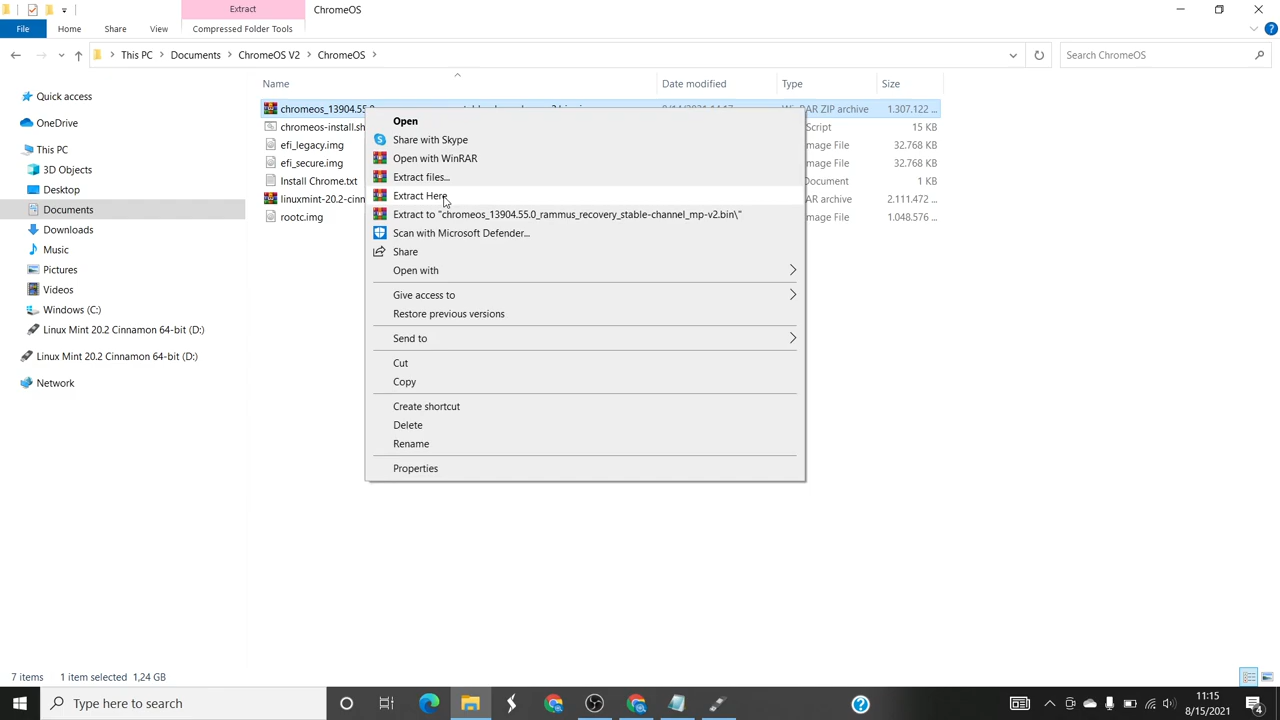 Extract
ChromeOS
File
Home
Share
View
Compressed Folder Tools
This PC
Documents
ChromeOS V2
ChromeOS
Search ChromeOS
Name
Date modified
Type
Size
Quick access
OneDrive
This PC
3D Objects
Desktop
Documents
Downloads
Music
Pictures
Videos
Windows (C:)
Linux Mint 20.2 Cinnamon 64-bit (D:)
Linux Mint 20.2 Cinnamon 64-bit (D:)
Network
chromeos_13904.55.0
RAR ZIP archive
1.307.122 ...
chromeos-install.sh
Script
15 KB
efi_legacy.img
mage File
32.768 KB
efi_secure.img
mage File
32.768 KB
Install Chrome.txt
Document
1 KB
linuxmint-20.2-cinn
AR archive
2.111.472 ...
rootc.img
mage File
1.048.576 ...
Open
Share with Skype
Open with WinRAR
Extract files...
Extract Here
Extract to "chromeos_13904.55.0_rammus_recovery_stable-channel_mp-v2.bin\"
Scan with Microsoft Defender...
Share
Open with
Give access to
Restore previous versions
Send to
Cut
Copy
Create shortcut
Delete
Rename
Properties
7 items
1 item selected 1,24 GB
Type here to search
11:15
8/15/2021
4